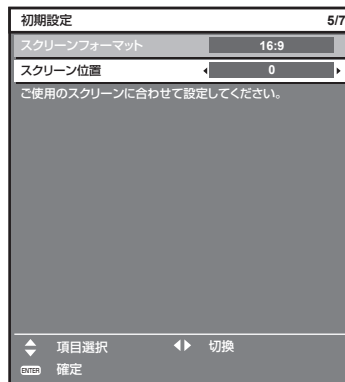 初期設定 5/7
スクリーンフォーマット 16:9
スクリーン位置 0
ご使用のスクリーンに合わせて設定してください。
項目選択 切換
ENTER 確定